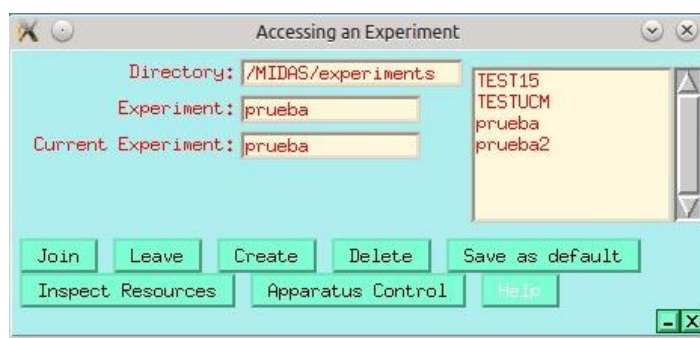 Accessing an Experiment
Directory: /MIDAS/experiments
Experiment: prueba
Current Experiment: prueba
TEST15
TESTUCM
prueba
prueba2
Join Leave Create Delete Save as default
Inspect Resources Apparatus Control Help